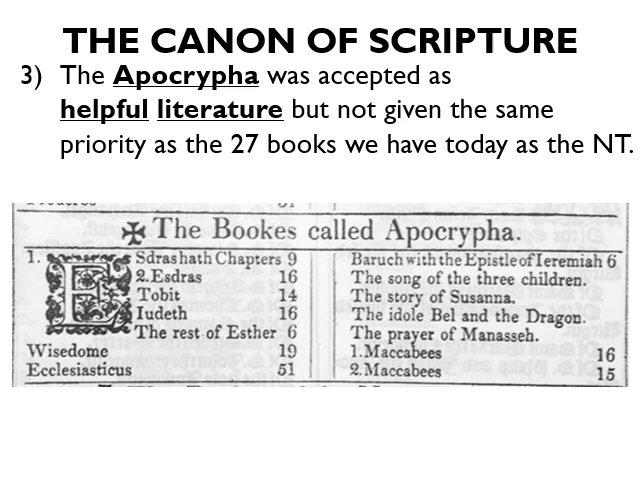 THE CANON OF SCRIPTURE
3) The Apocrypha was accepted as
helpful literature but not given the same
priority as the 27 books we have today as the NT.
✠ The Bookes called Apocrypha.
1. Esdras hath Chapters 9
2.Esdras 16
Tobit 14
Iudeth 16
The rest of Esther 6
Wisedome 19
Ecclesiasticus 51
Baruch with the Epistle of Ieremiah 6
The song of the three children.
The story of Susanna.
The idole Bel and the Dragon.
The prayer of Manasseh.
1.Maccabees 16
2.Maccabees 15